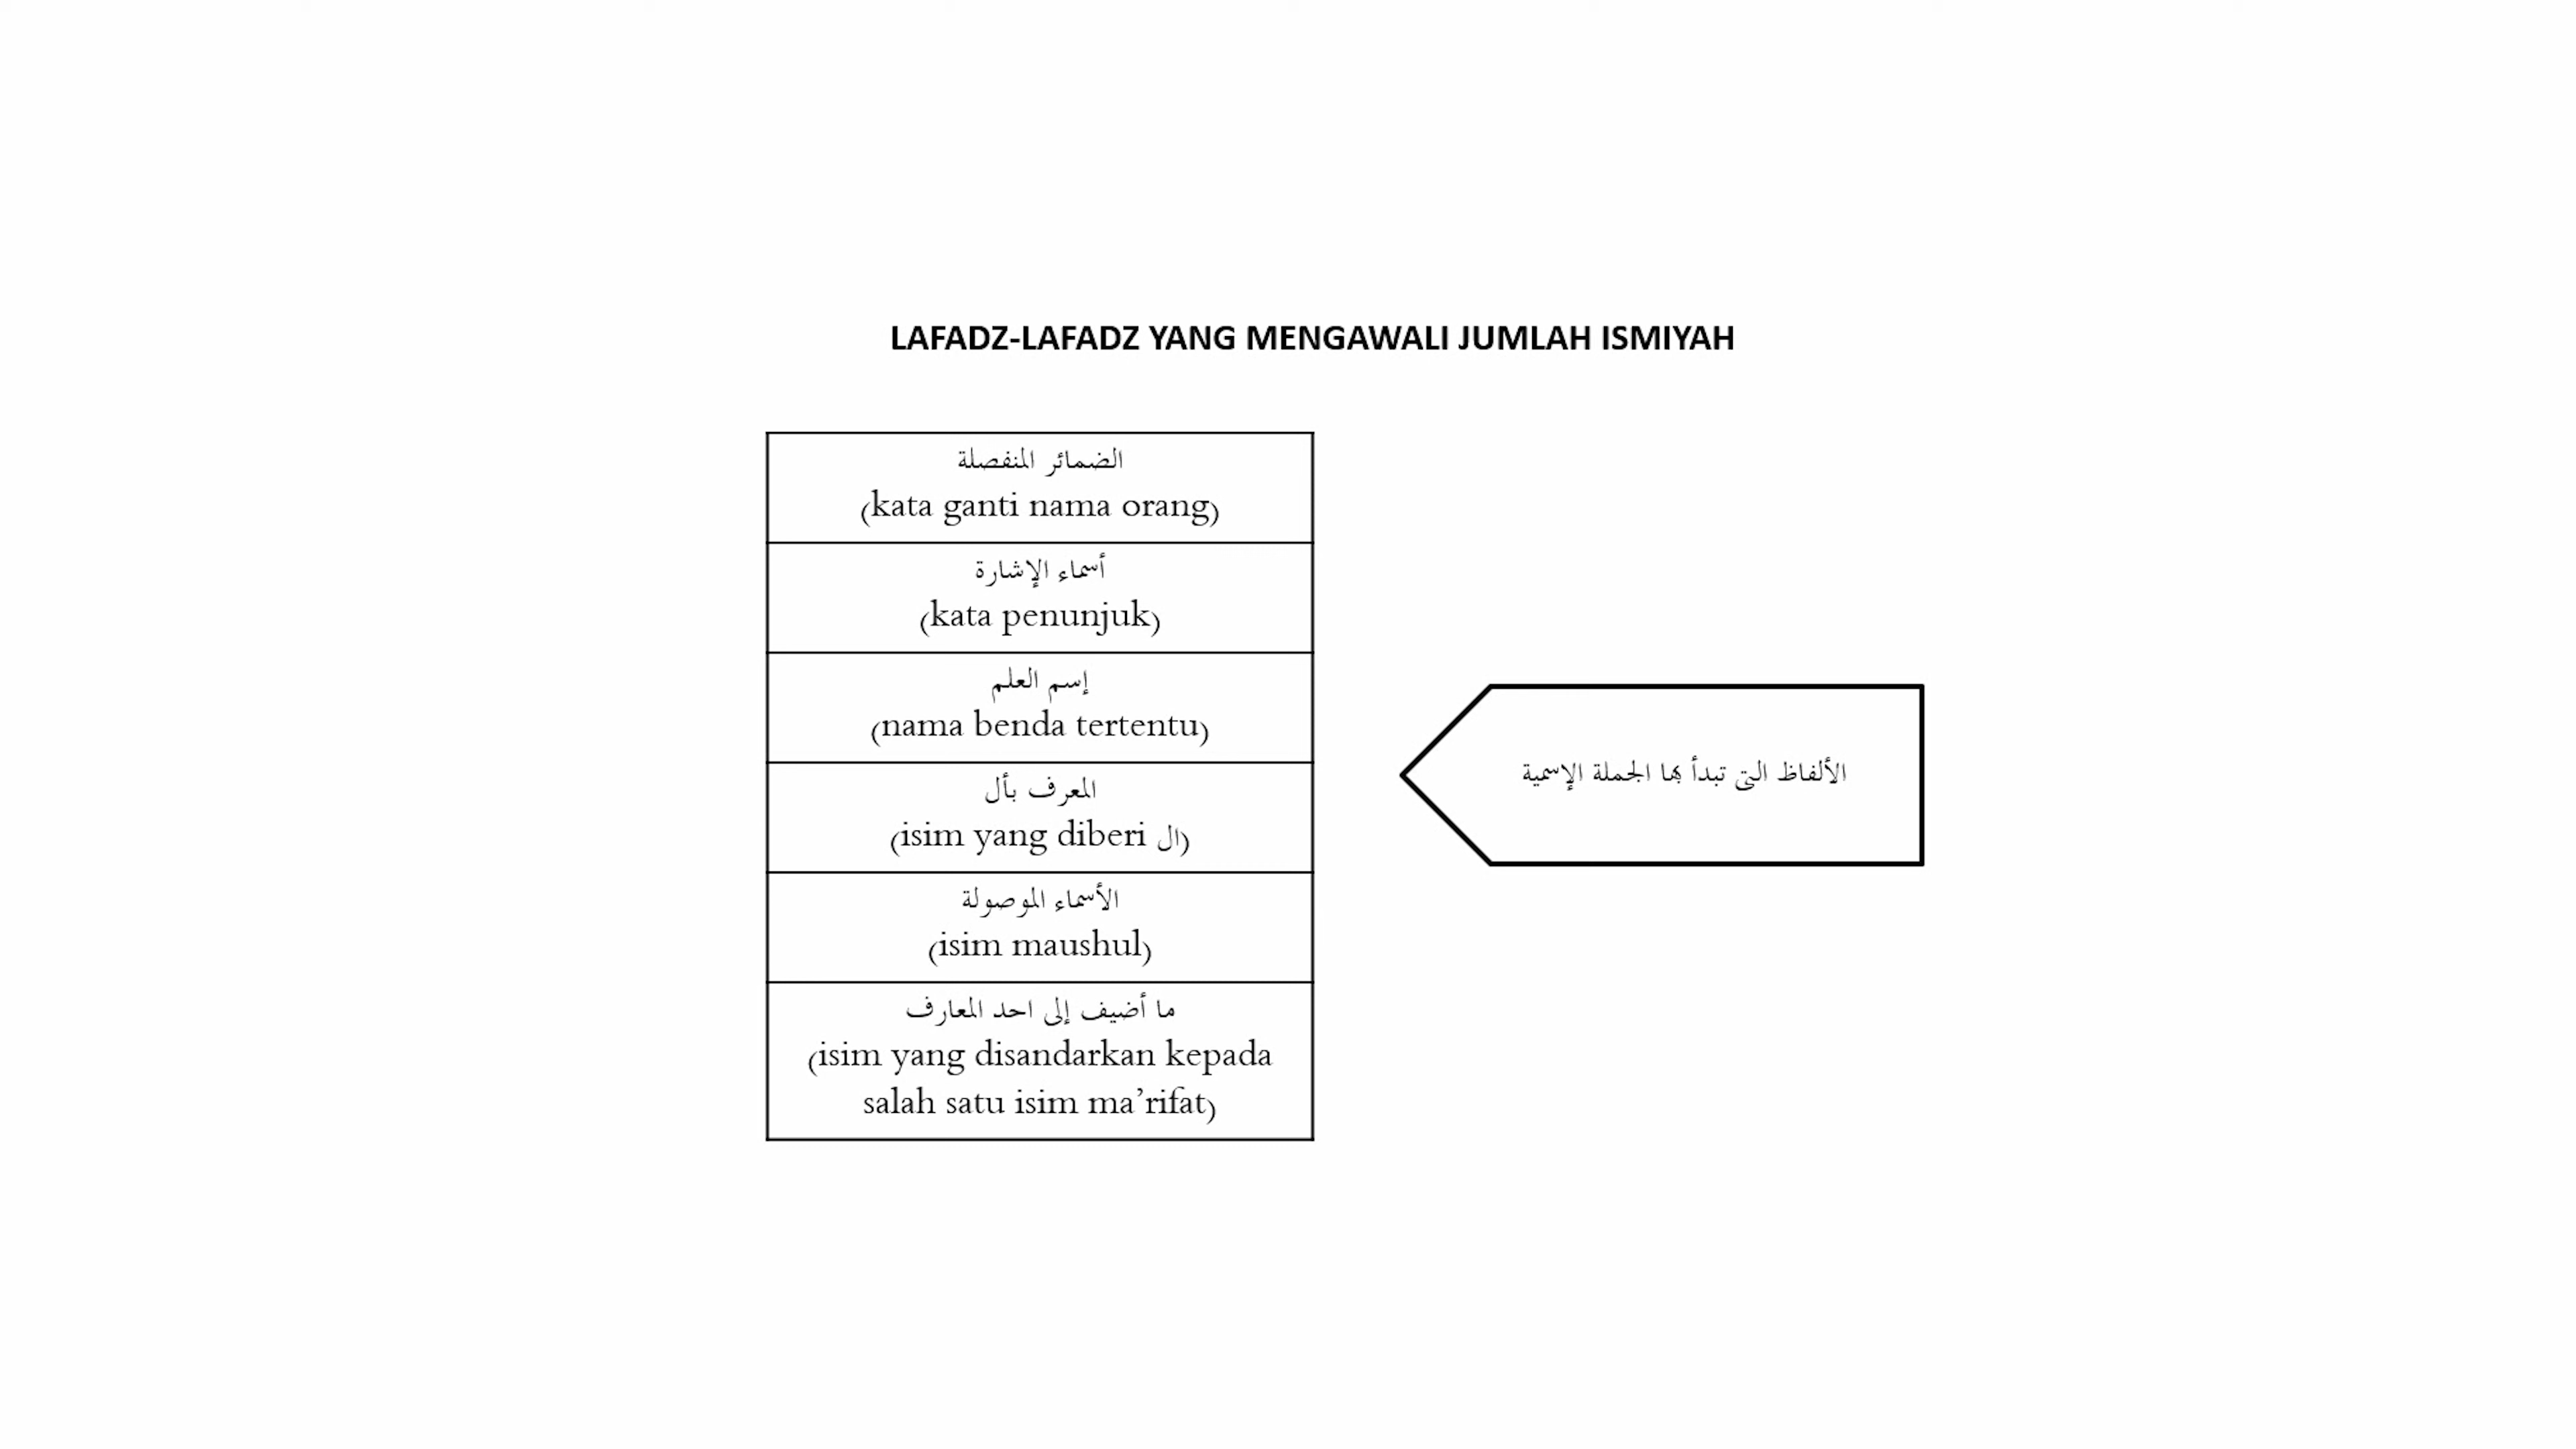 LAFADZ-LAFADZ YANG MENGAWALI JUMLAH ISMIYAH
الضمائر المنفصلة
(kata ganti nama orang)
أسماء الإشارة
(kata penunjuk)
إسم العلم
(nama benda tertentu)
المعرف بأل
(isim yang diberi ال)
الأسماء الموصولة
(isim maushul)
ما أضيف إلى احد المعارف
(isim yang disandarkan kepada
salah satu isim ma’rifat)
الألفاظ التى تبدأ بها الجملة الإسمية